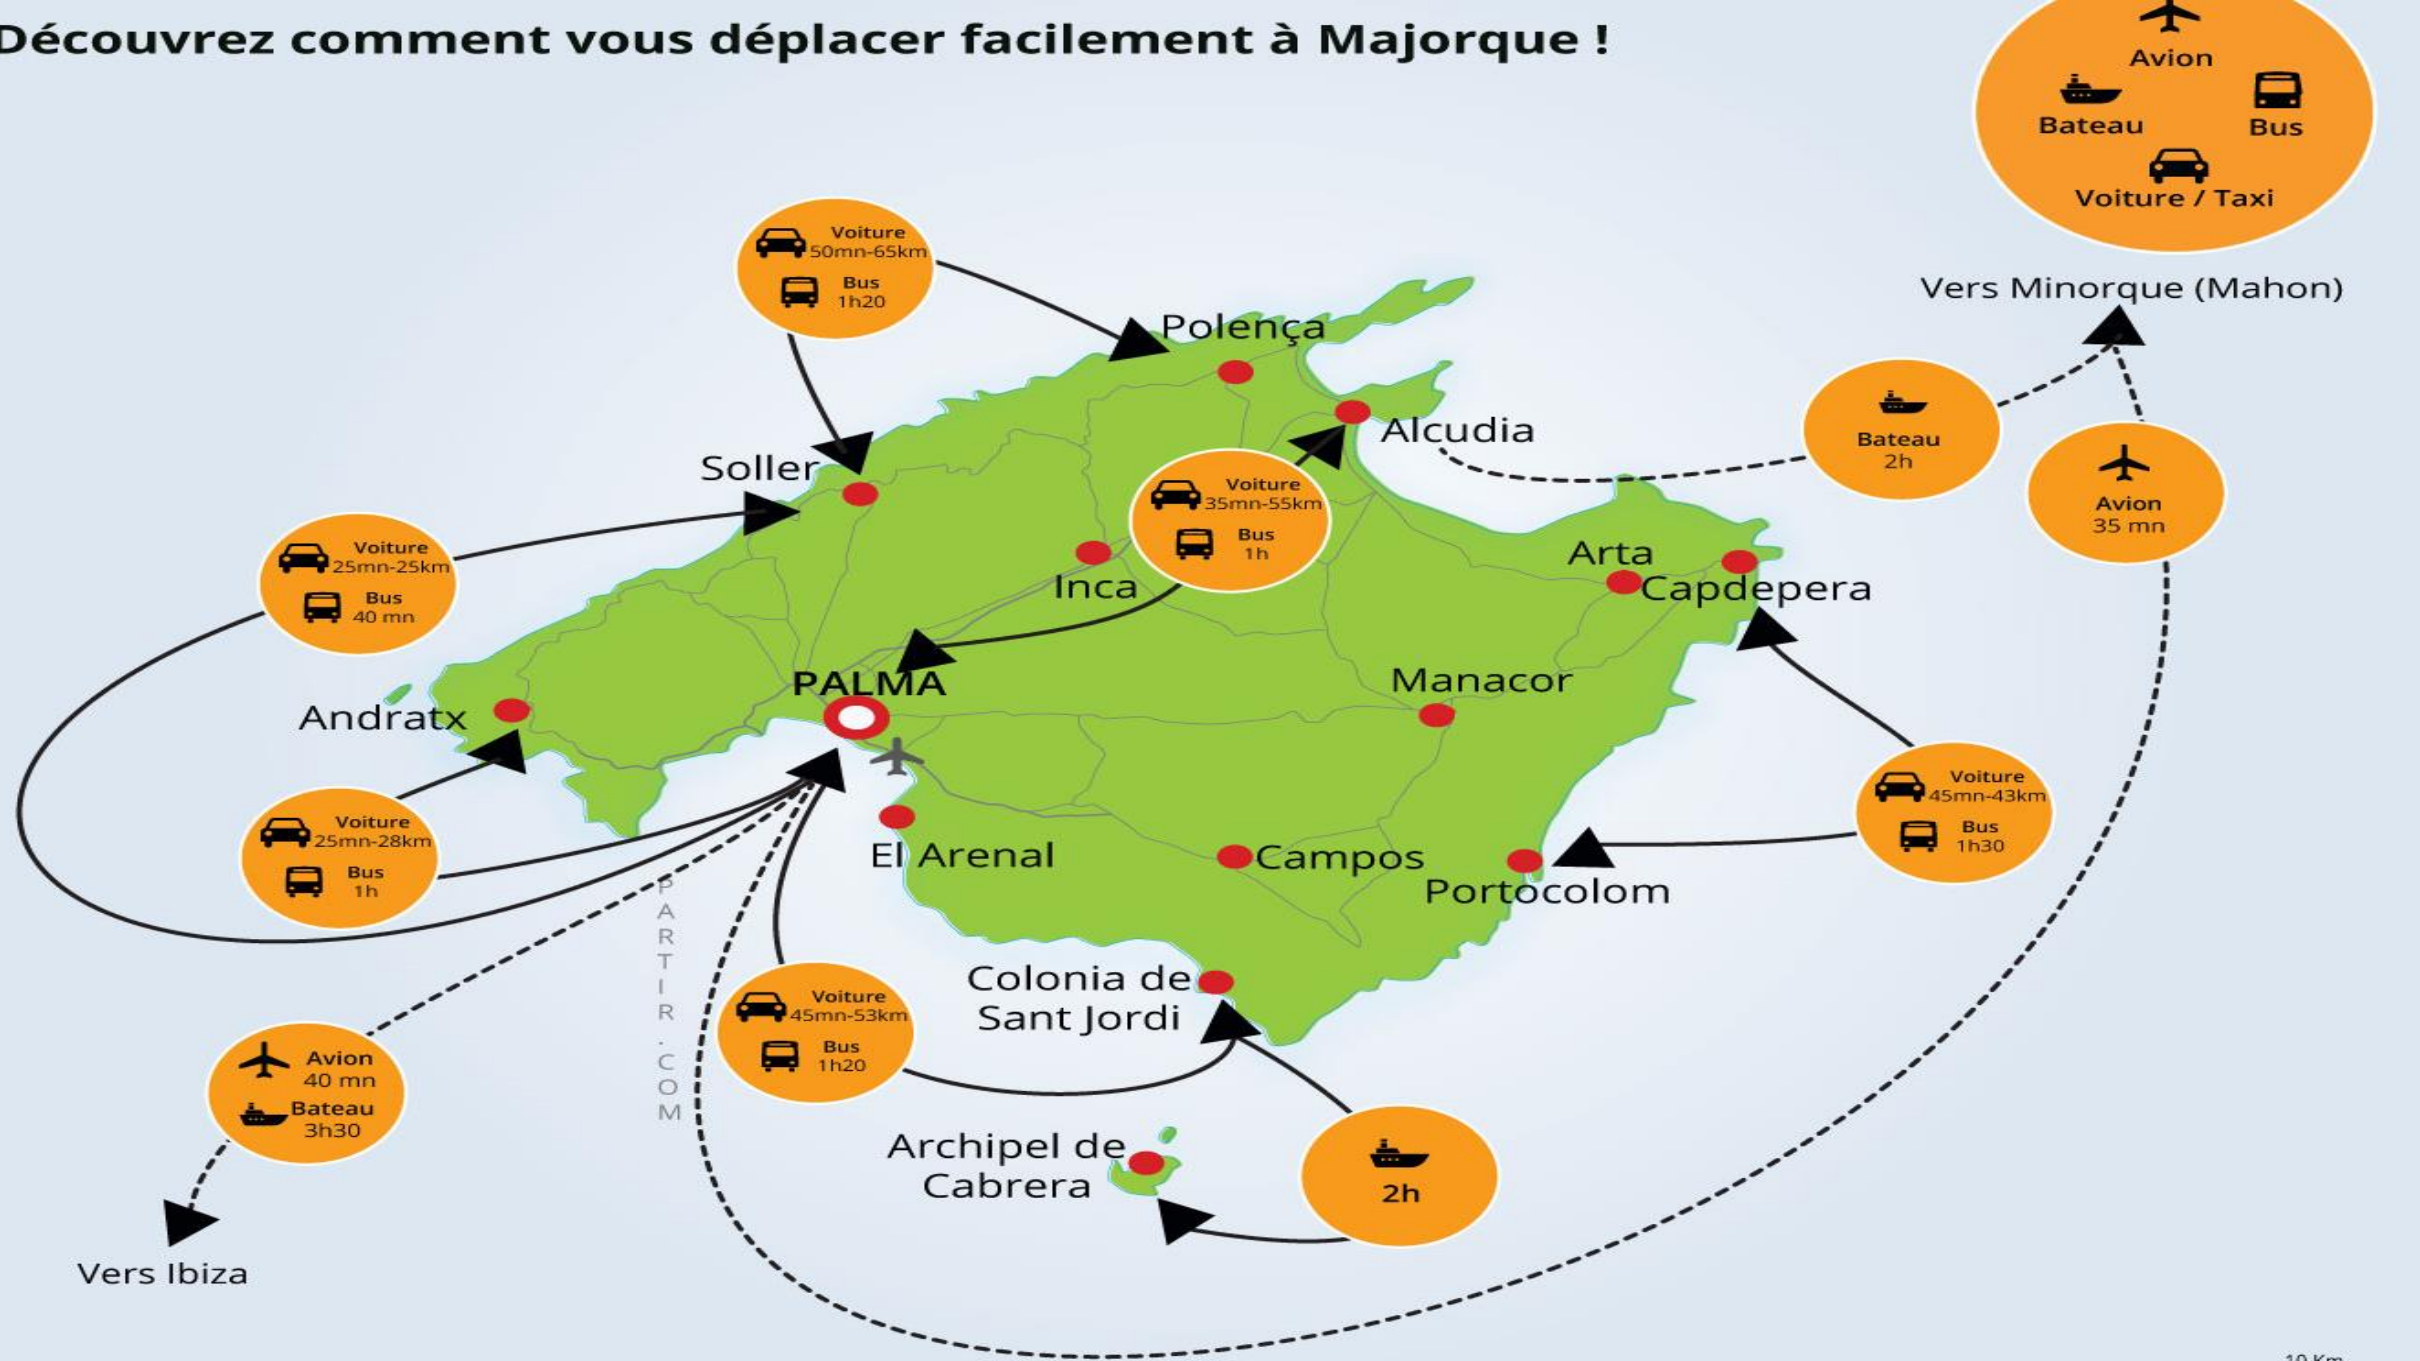 Découvrez comment vous déplacer facilement à Majorque !
Avion
Bateau
Bus
Voiture / Taxi
Vers Minorque (Mahon)
Voiture
50mn-65km
Bus
1h20
Polença
Alcudia
Bateau
2h
Avion
35 mn
Soller
Voiture
35mn-55km
Bus
1h
Voiture
25mn-25km
Bus
40 mn
Inca
Arta
Capdepera
PALMA
Manacor
Andratx
Voiture
45mn-43km
Bus
1h30
Voiture
25mn-28km
Bus
1h
El Arenal
Campos
Portocolom
PARTIR.COM
Colonia de
Sant Jordi
Voiture
45mn-53km
Bus
1h20
Avion
40 mn
Bateau
3h30
Archipel de
Cabrera
2h
Vers Ibiza
10 Km